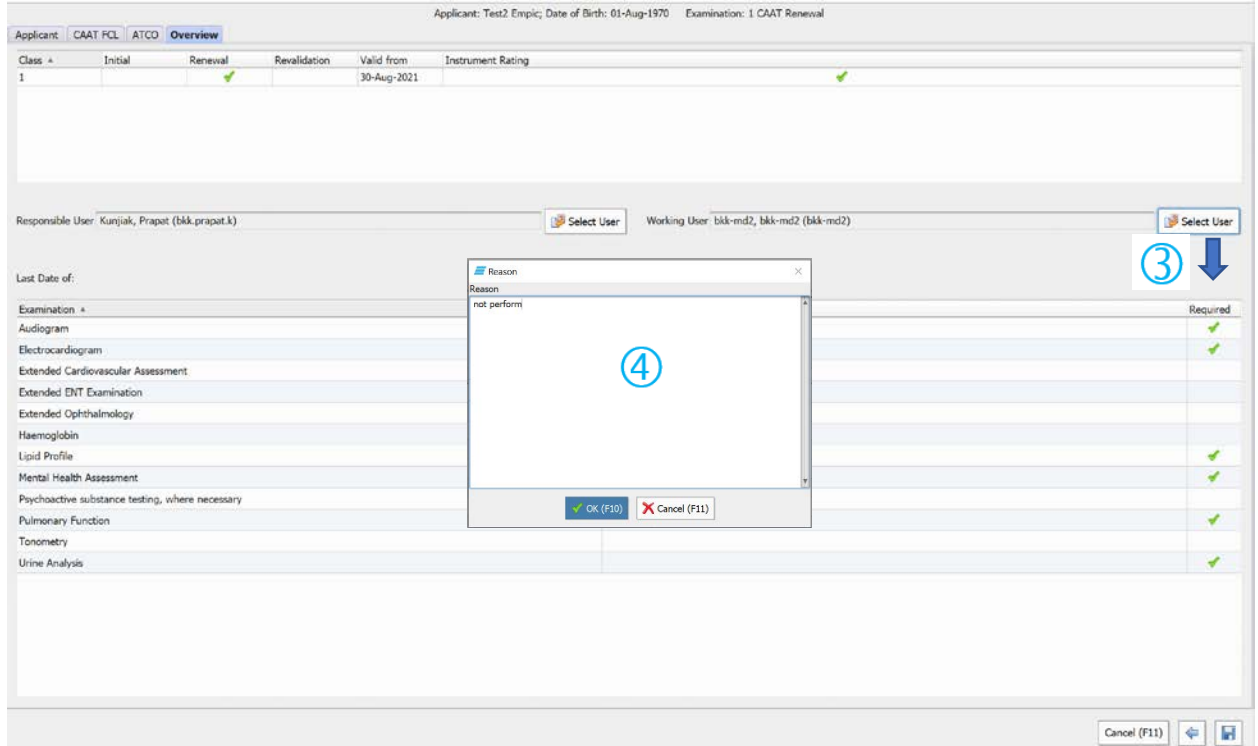 Applicant: Test2 Empic; Date of Birth: 01-Aug-1970 Examination: 1 CAAT Renewal
Applicant CAAT FCL ATCO Overview
Class Initial Renewal Revalidation Valid from Instrument Rating
1 30-Aug-2021
Responsible User Kunjiak, Prapat (bkk.prapat.k) Select User Working User bkk-md2, bkk-md2 (bkk-md2) Select User
③
Last Date of:
Reason
Reason
not perform
④
OK (F10) Cancel (F11)
Examination Required
Audiogram
Electrocardiogram
Extended Cardiovascular Assessment
Extended ENT Examination
Extended Ophthalmology
Haemoglobin
Lipid Profile
Mental Health Assessment
Psychoactive substance testing, where necessary
Pulmonary Function
Tonometry
Urine Analysis
Cancel (F11)